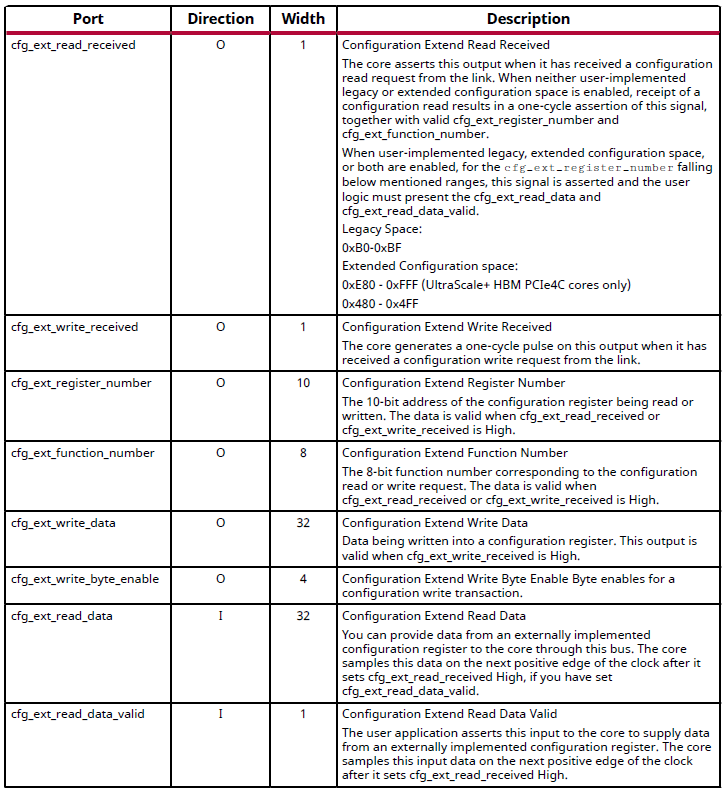 Port Direction Width Description
cfg_ext_read_received O 1 Configuration Extend Read Received
The core asserts this output when it has received a configuration
read request from the link. When neither user-implemented
legacy or extended configuration space is enabled, receipt of a
configuration read results in a one-cycle assertion of this signal,
together with valid cfg_ext_register_number and
cfg_ext_function_number.
When user-implemented legacy, extended configuration space,
or both are enabled, for the cfg_ext_register_number falling
below mentioned ranges, this signal is asserted and the user
logic must present the cfg_ext_read_data and
cfg_ext_read_data_valid.
Legacy Space:
0xB0-0xBF
Extended Configuration space:
0xE80 - 0xFFF (UltraScale+ HBM PCIe4C cores only)
0x480 - 0x4FF
cfg_ext_write_received O 1 Configuration Extend Write Received
The core generates a one-cycle pulse on this output when it has
received a configuration write request from the link.
cfg_ext_register_number O 10 Configuration Extend Register Number
The 10-bit address of the configuration register being read or
written. The data is valid when cfg_ext_read_received or
cfg_ext_write_received is High.
cfg_ext_function_number O 8 Configuration Extend Function Number
The 8-bit function number corresponding to the configuration
read or write request. The data is valid when
cfg_ext_read_received or cfg_ext_write_received is High.
cfg_ext_write_data O 32 Configuration Extend Write Data
Data being written into a configuration register. This output is
valid when cfg_ext_write_received is High.
cfg_ext_write_byte_enable O 4 Configuration Extend Write Byte Enable Byte enables for a
configuration write transaction.
cfg_ext_read_data I 32 Configuration Extend Read Data
You can provide data from an externally implemented
configuration register to the core through this bus. The core
samples this data on the next positive edge of the clock after it
sets cfg_ext_read_received High, if you have set
cfg_ext_read_data_valid.
cfg_ext_read_data_valid I 1 Configuration Extend Read Data Valid
The user application asserts this input to the core to supply data
from an externally implemented configuration register. The core
samples this input data on the next positive edge of the clock
after it sets cfg_ext_read_received High.